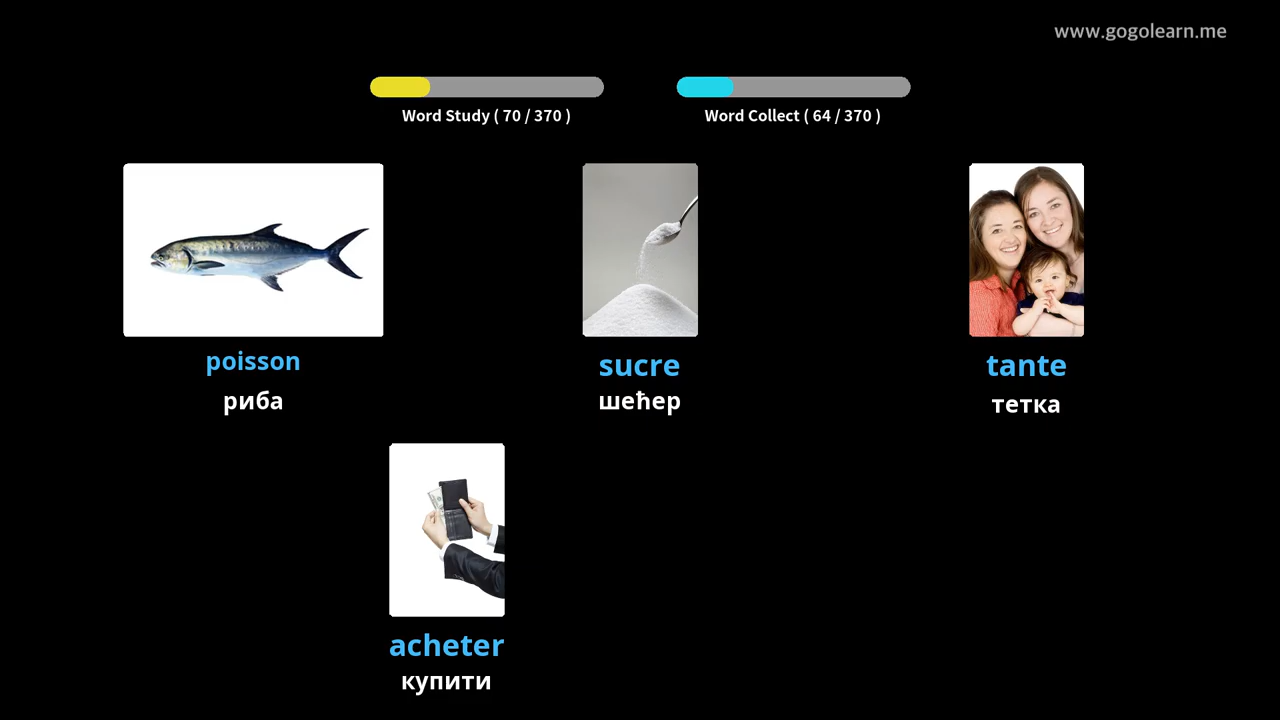 www.gogolearn.me
Word Study ( 70 / 370 )
Word Collect ( 64 / 370 )
poisson
риба
sucre
шећер
tante
тетка
acheter
купити